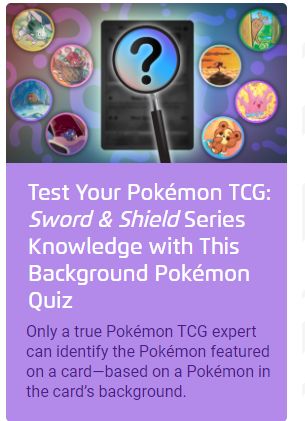 ?
Test Your Pokémon TCG:
Sword & Shield Series
Knowledge with This
Background Pokémon
Quiz
Only a true Pokémon TCG expert
can identify the Pokémon featured
on a card—based on a Pokémon in
the card’s background.